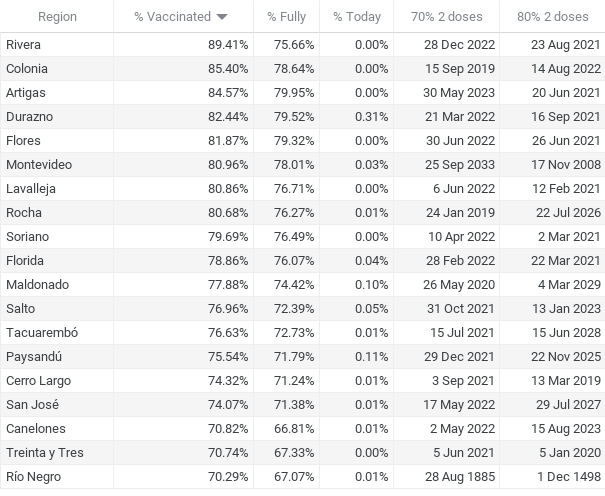 Region % Vaccinated % Fully % Today 70% 2 doses 80% 2 doses
Rivera 89.41% 75.66% 0.00% 28 Dec 2022 23 Aug 2021
Colonia 85.40% 78.64% 0.00% 15 Sep 2019 14 Aug 2022
Artigas 84.57% 79.95% 0.00% 30 May 2023 20 Jun 2021
Durazno 82.44% 79.52% 0.31% 21 Mar 2022 16 Sep 2021
Flores 81.87% 79.32% 0.00% 30 Jun 2022 26 Jun 2021
Montevideo 80.96% 78.01% 0.03% 25 Sep 2033 17 Nov 2008
Lavalleja 80.86% 76.71% 0.00% 6 Jun 2022 12 Feb 2021
Rocha 80.68% 76.27% 0.01% 24 Jan 2019 22 Jul 2026
Soriano 79.69% 76.49% 0.00% 10 Apr 2022 2 Mar 2021
Florida 78.86% 76.07% 0.04% 28 Feb 2022 22 Mar 2021
Maldonado 77.88% 74.42% 0.10% 26 May 2020 4 Mar 2029
Salto 76.96% 72.39% 0.05% 31 Oct 2021 13 Jan 2023
Tacuarembó 76.63% 72.73% 0.01% 15 Jul 2021 15 Jun 2028
Paysandú 75.54% 71.79% 0.11% 29 Dec 2021 22 Nov 2025
Cerro Largo 74.32% 71.24% 0.01% 3 Sep 2021 13 Mar 2019
San José 74.07% 71.38% 0.01% 17 May 2022 29 Jul 2027
Canelones 70.82% 66.81% 0.01% 2 May 2022 15 Aug 2023
Treinta y Tres 70.74% 67.33% 0.00% 5 Jun 2021 5 Jan 2020
Río Negro 70.29% 67.07% 0.01% 28 Aug 1885 1 Dec 1498